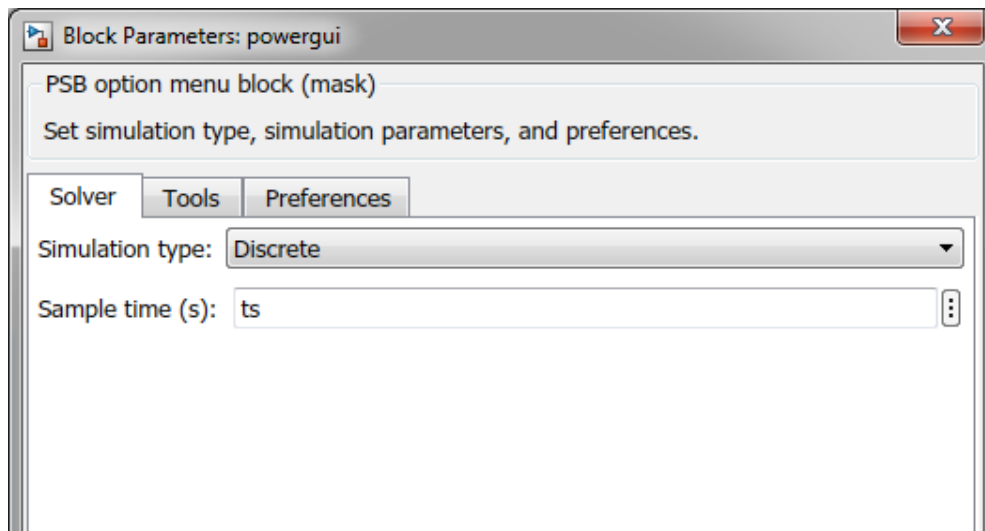 Block Parameters: powergui
PSB option menu block (mask)
Set simulation type, simulation parameters, and preferences.
Solver Tools Preferences
Simulation type: Discrete
Sample time (s): ts